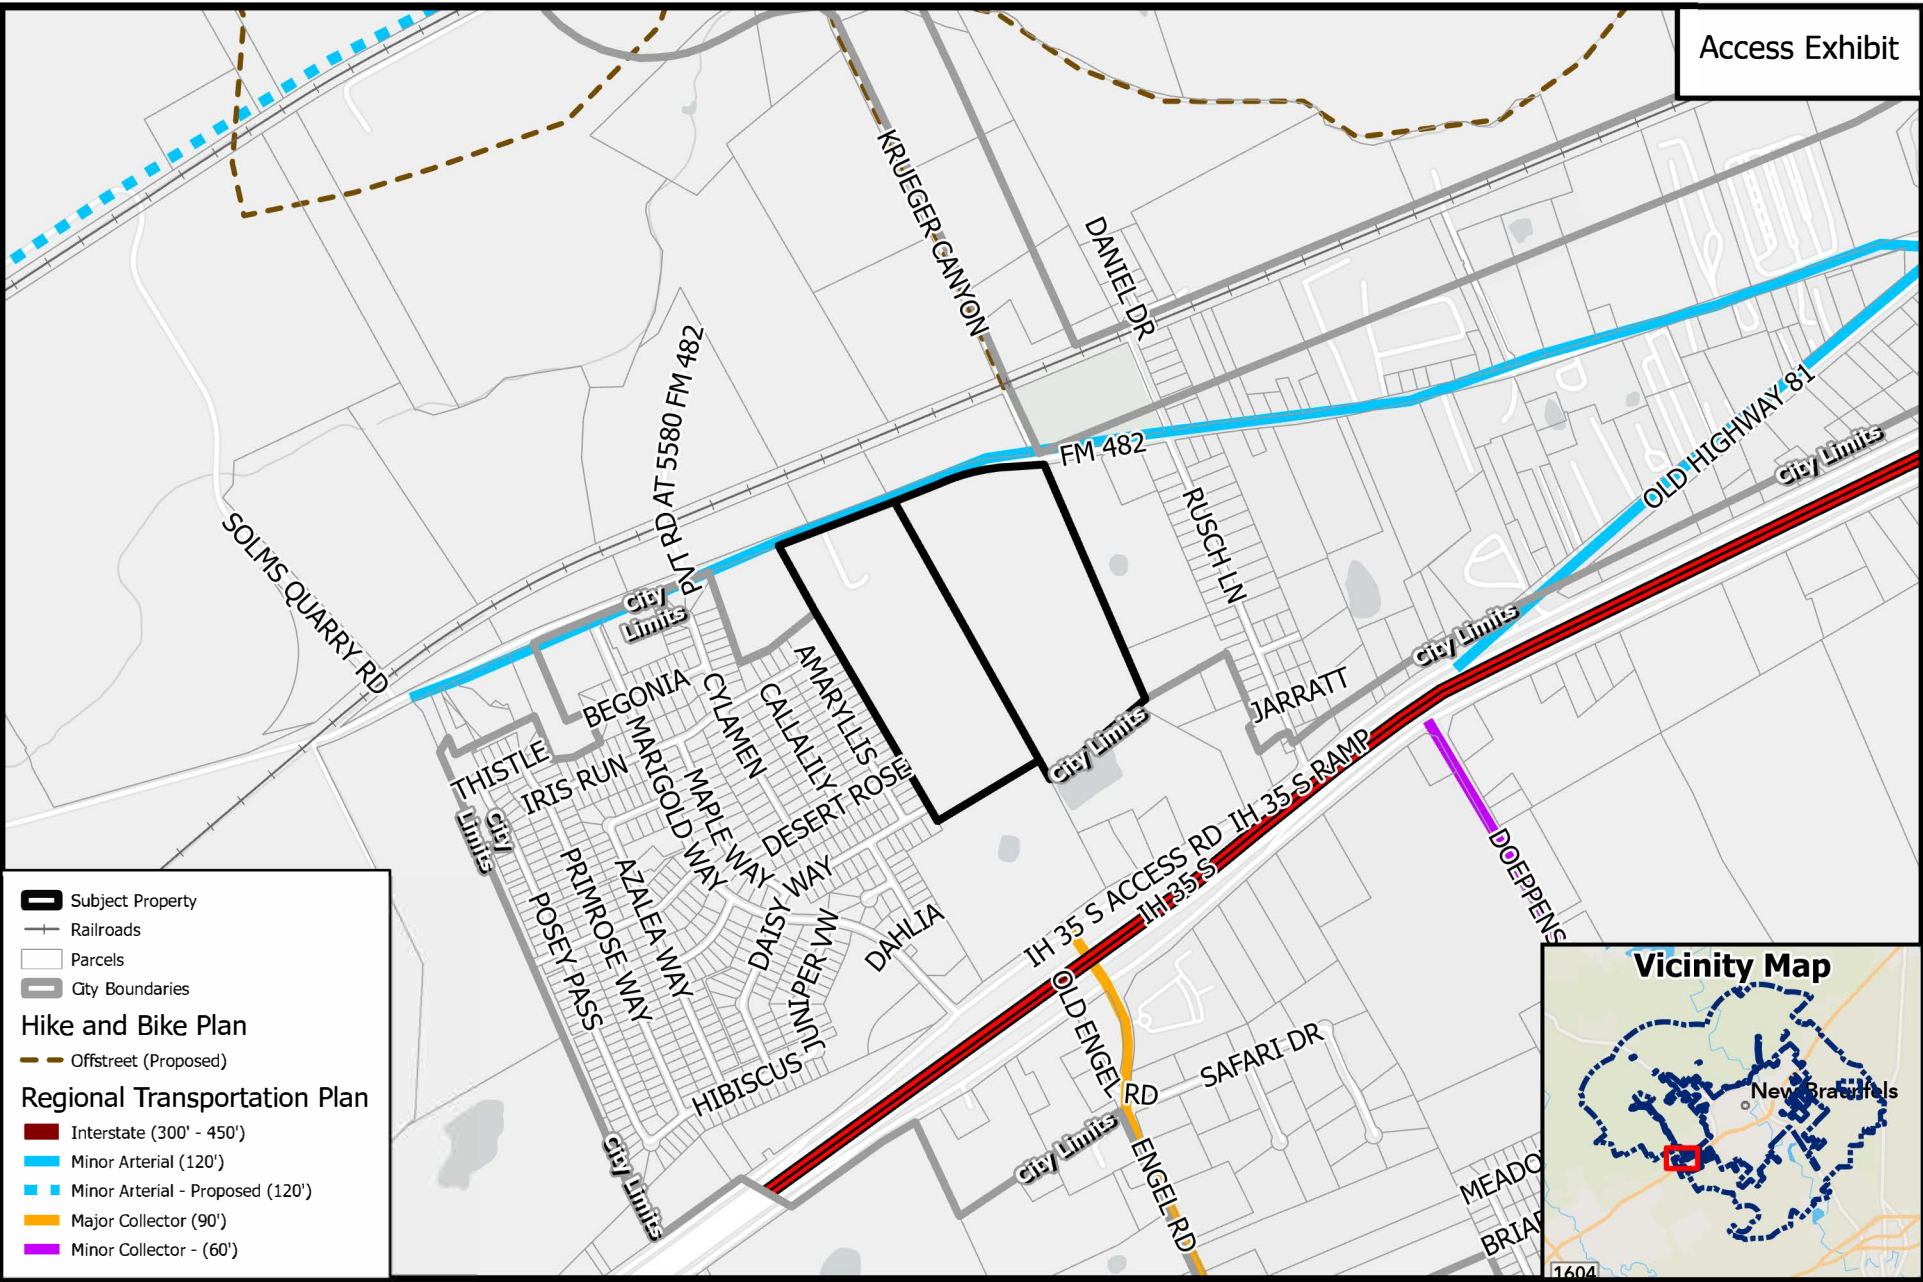 Access Exhibit
KRUEGER CANYON
DANIEL DR
PVT RD AT 5580 FM 482
FM 482
OLD HIGHWAY 81
City Limits
SOLMS QUARRY RD
RUSCH LN
City
Limits
City Limits
JARRATT
AMARYLLIS
BEGONIA
CYLAMEN
CALLALILY
City Limits
THISTLE
IRIS RUN
MARIGOLD WAY
MAPLE WAY
DESERT ROSE
IH 35 S RAMP
City
Limits
PRIMROSE WAY
AZALEA WAY
DAISY WAY
IH 35 S ACCESS RD
IH 35 S
DOEPPENS
POSEY PASS
JUNIPER VW
DAHLIA
OLD ENGEL
RD
SAFARI DR
HIBISCUS
City Limits
City Limits
ENGEL RD
MEADO
BRIAR
Subject Property
Railroads
Parcels
City Boundaries
Hike and Bike Plan
Offstreet (Proposed)
Regional Transportation Plan
Interstate (300' - 450')
Minor Arterial (120')
Minor Arterial - Proposed (120')
Major Collector (90')
Minor Collector - (60')
Vicinity Map
New Braunfels
1604